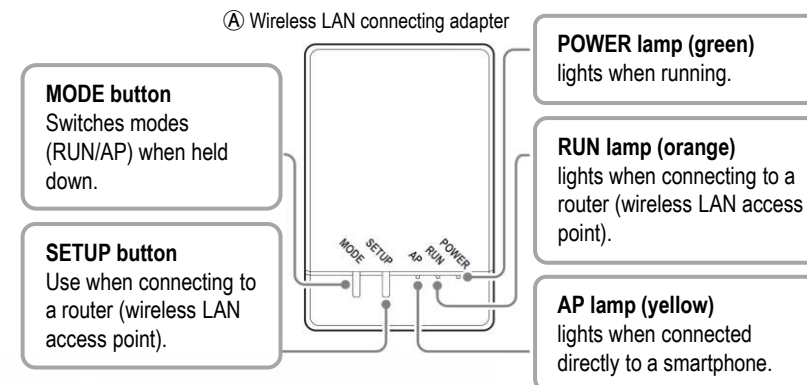 Ⓐ Wireless LAN connecting adapter
MODE button
Switches modes
(RUN/AP) when held
down.
SETUP button
Use when connecting to
a router (wireless LAN
access point).
MODE
SETUP
AP
RUN
POWER
POWER lamp (green)
lights when running.
RUN lamp (orange)
lights when connecting to a
router (wireless LAN access
point).
AP lamp (yellow)
lights when connected
directly to a smartphone.